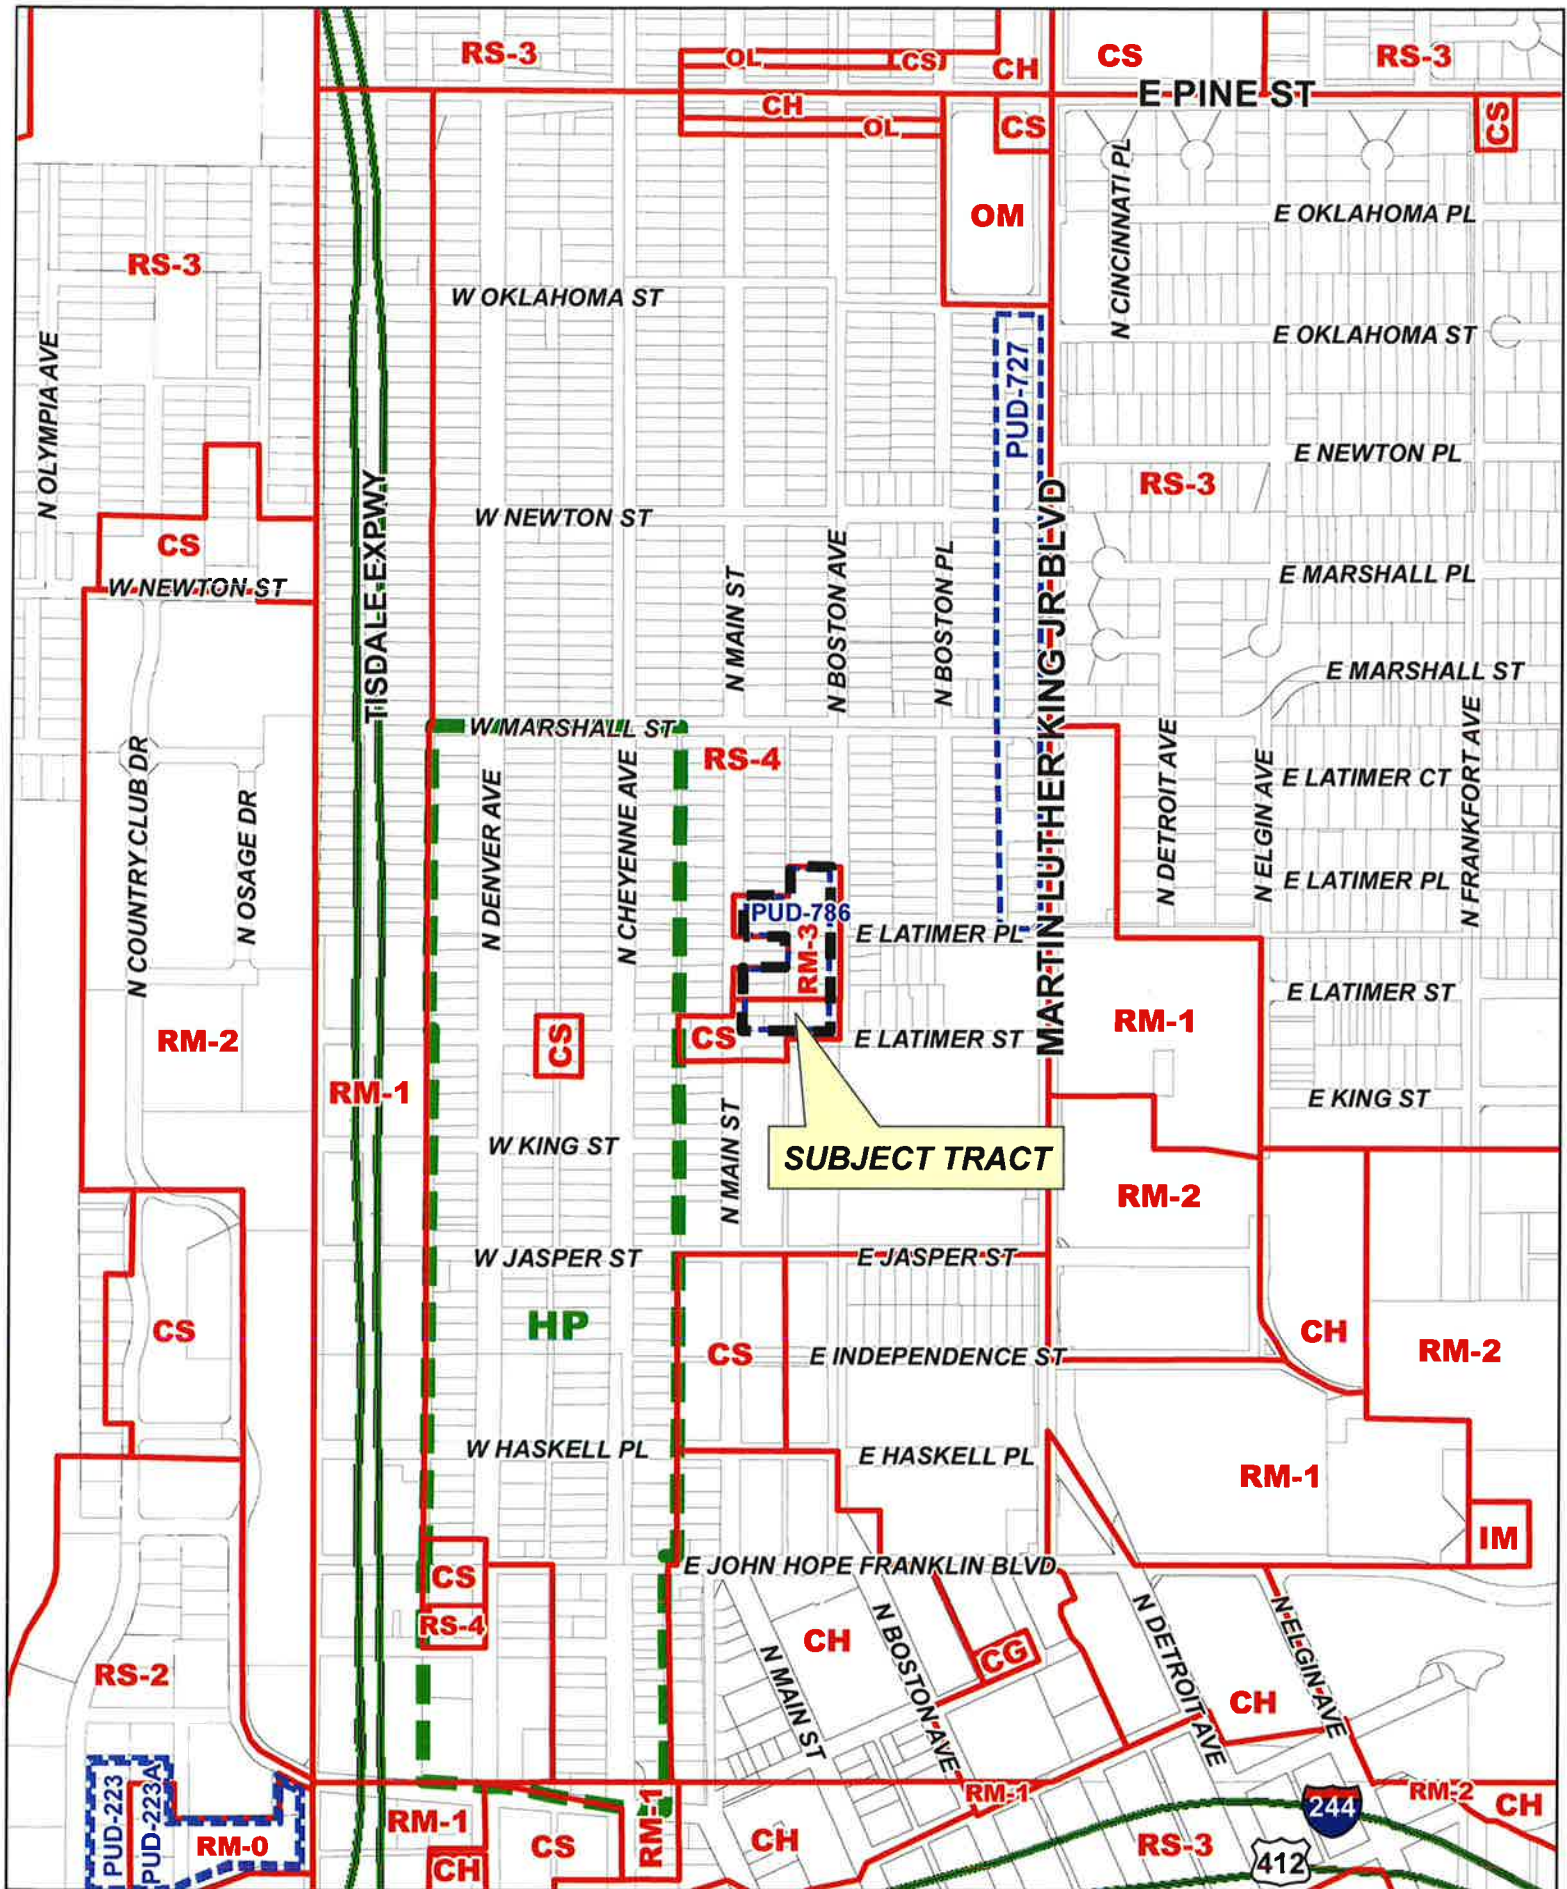 RS-3
OL
CS
CH
CS
RS-3
E PINE ST
CH
OL
CS
CS
OM
N CINCINNATI PL
E OKLAHOMA PL
RS-3
W OKLAHOMA ST
E OKLAHOMA ST
N OLYMPIA AVE
PUD-727
E NEWTON PL
RS-3
W NEWTON ST
CS
W NEWTON ST
TISDALE EXPWY
N MAIN ST
N BOSTON AVE
N BOSTON PL
MARTIN LUTHER KING JR BLVD
E MARSHALL PL
E MARSHALL ST
W MARSHALL ST
RS-4
N COUNTRY CLUB DR
N OSAGE DR
N DENVER AVE
N CHEYENNE AVE
N DETROIT AVE
N ELGIN AVE
E LATIMER CT
N FRANKFORT AVE
E LATIMER PL
PUD-786
RM-3
E LATIMER PL
E LATIMER ST
RM-2
CS
CS
E LATIMER ST
RM-1
RM-1
E KING ST
W KING ST
N MAIN ST
SUBJECT TRACT
RM-2
W JASPER ST
E JASPER ST
HP
CS
CS
E INDEPENDENCE ST
CH
RM-2
W HASKELL PL
E HASKELL PL
RM-1
IM
CS
E JOHN HOPE FRANKLIN BLVD
RS-4
RS-2
N MAIN ST
CH
N BOSTON AVE
CG
N DETROIT AVE
N ELGIN AVE
CH
PUD-223
PUD-223A
RM-0
RM-1
CH
CS
RM-1
CH
RM-1
244
RM-2
CH
RS-3
412